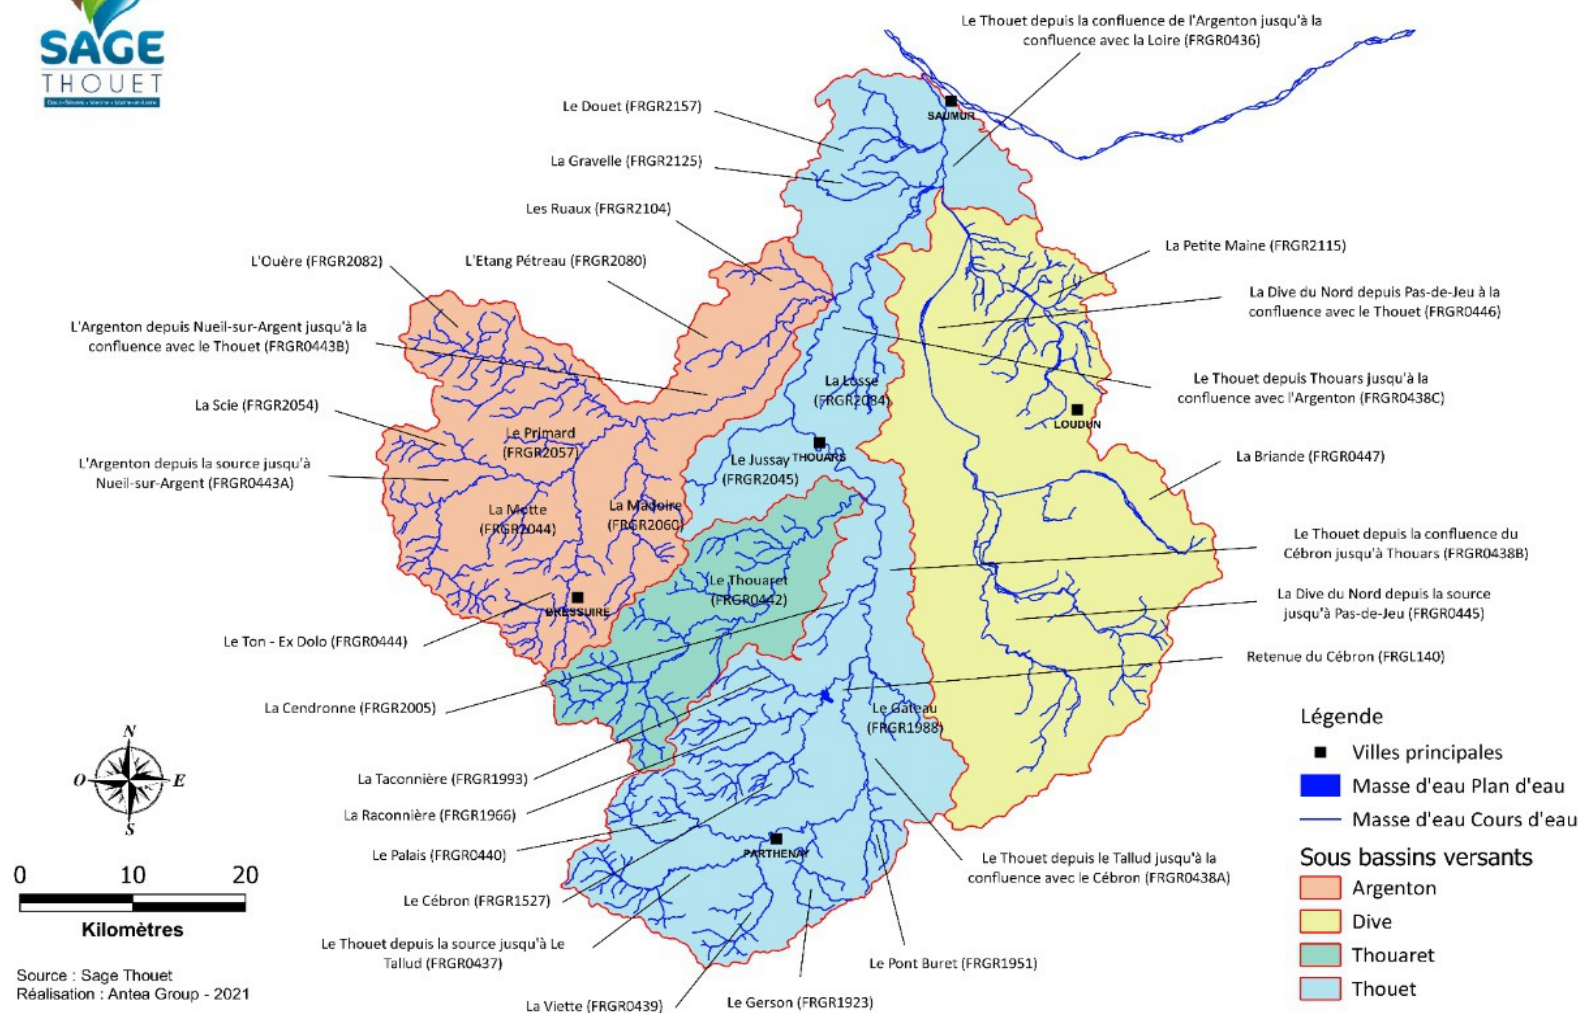 SAGE
THOUET
Deux-Sèvres • Vienne • Maine-et-Loire
Le Thouet depuis la confluence de l'Argenton jusqu'à la
confluence avec la Loire (FRGR0436)
Le Douet (FRGR2157)
SAUMUR
La Gravelle (FRGR2125)
Les Ruaux (FRGR2104)
L'Ouère (FRGR2082)
L'Etang Pétreau (FRGR2080)
La Petite Maine (FRGR2115)
La Dive du Nord depuis Pas-de-Jeu à la
confluence avec le Thouet (FRGR0446)
L'Argenton depuis Nueil-sur-Argent jusqu'à la
confluence avec le Thouet (FRGR0443B)
Le Thouet depuis Thouars jusqu'à la
confluence avec l'Argenton (FRGR0438C)
La Losse
(FRGR2084)
La Scie (FRGR2054)
LOUDUN
Le Primard
(FRGR2057)
THOUARS
Le Jussay
(FRGR2045)
La Briande (FRGR0447)
L'Argenton depuis la source jusqu'à
Nueil-sur-Argent (FRGR0443A)
La Motte
(FRGR2044)
La Madoire
(FRGR2060)
Le Thouet depuis la confluence du
Cébron jusqu'à Thouars (FRGR0438B)
Le Thouaret
(FRGR0442)
BRESSUIRE
La Dive du Nord depuis la source
jusqu'à Pas-de-Jeu (FRGR0445)
Le Ton - Ex Dolo (FRGR0444)
Retenue du Cébron (FRGL140)
La Cendronne (FRGR2005)
Le Gateau
(FRGR1988)
La Taconnière (FRGR1993)
La Raconnière (FRGR1966)
Le Palais (FRGR0440)
PARTHENAY
Le Thouet depuis le Tallud jusqu'à la
confluence avec le Cébron (FRGR0438A)
Le Cébron (FRGR1527)
Le Thouet depuis la source jusqu'à Le
Tallud (FRGR0437)
Le Pont Buret (FRGR1951)
La Viette (FRGR0439)
Le Gerson (FRGR1923)
N
O
E
S
0 10 20
Kilomètres
Source : Sage Thouet
Réalisation : Antea Group - 2021
Légende
Villes principales
Masse d'eau Plan d'eau
Masse d'eau Cours d'eau
Sous bassins versants
Argenton
Dive
Thouaret
Thouet